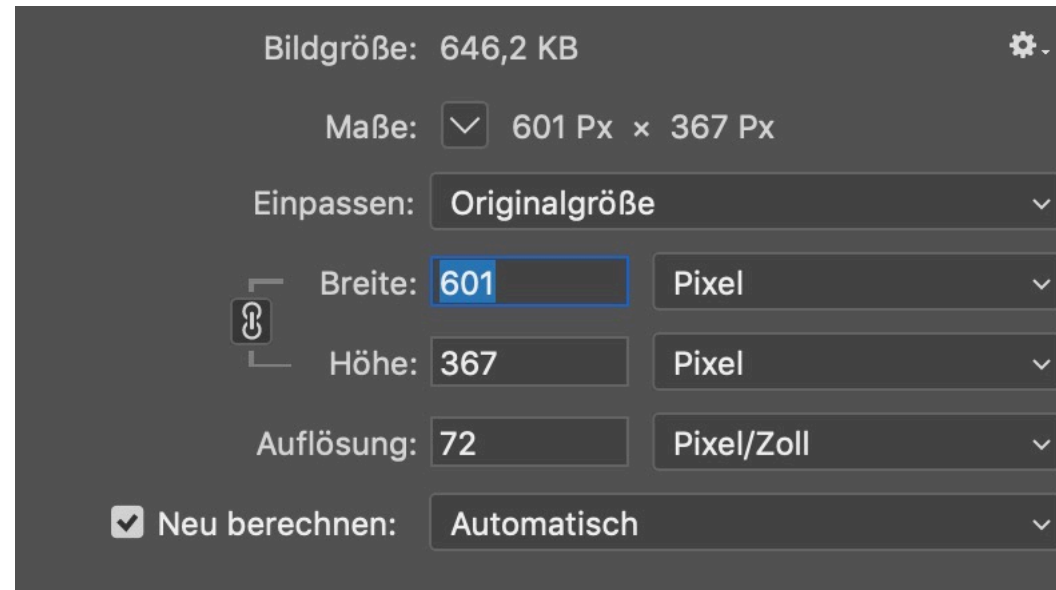 Bildgröße: 646,2 KB
Maße: 601 Px × 367 Px
Einpassen: Originalgröße
Breite: 601 Pixel
Höhe: 367 Pixel
Auflösung: 72 Pixel/Zoll
Neu berechnen: Automatisch